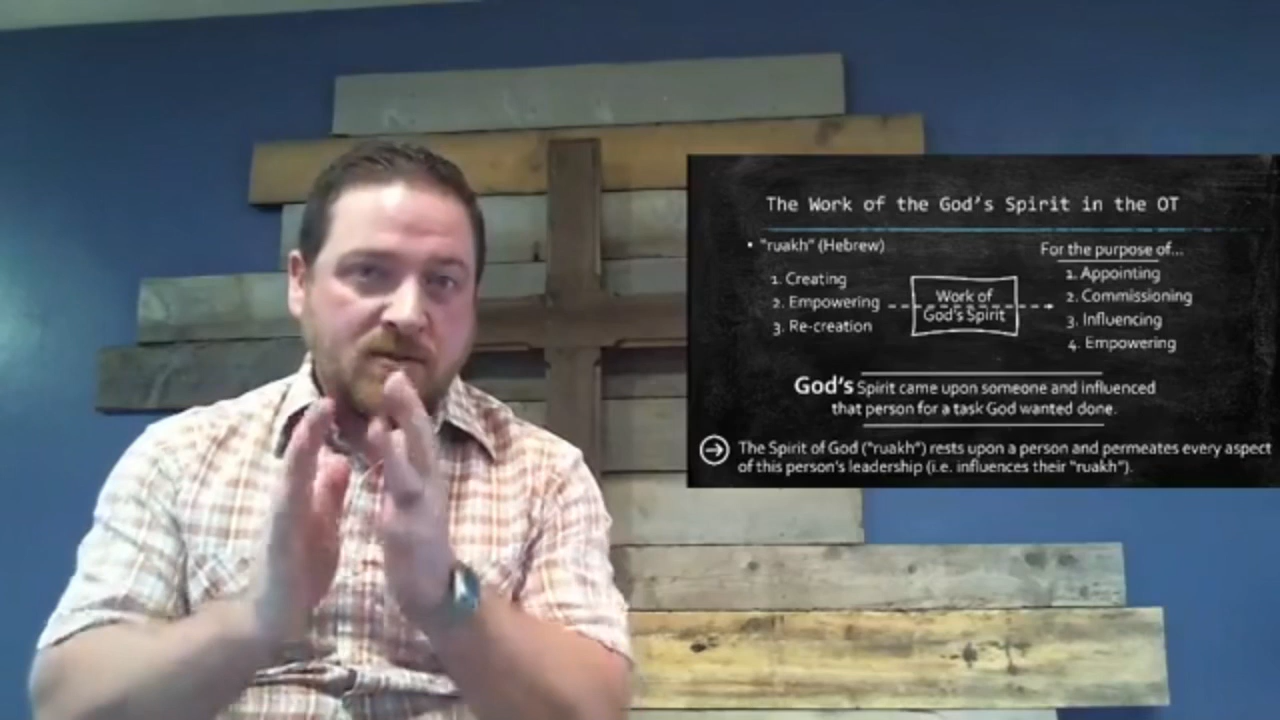 The Work of the God's Spirit in the OT
▪ "ruakh" (Hebrew)
1. Creating
2. Empowering
3. Re-creation
Work of
God's Spirit
For the purpose of...
1. Appointing
2. Commissioning
3. Influencing
4. Empowering
God's Spirit came upon someone and influenced
that person for a task God wanted done.
The Spirit of God ("ruakh") rests upon a person and permeates every aspect
of this person's leadership (i.e. influences their "ruakh").